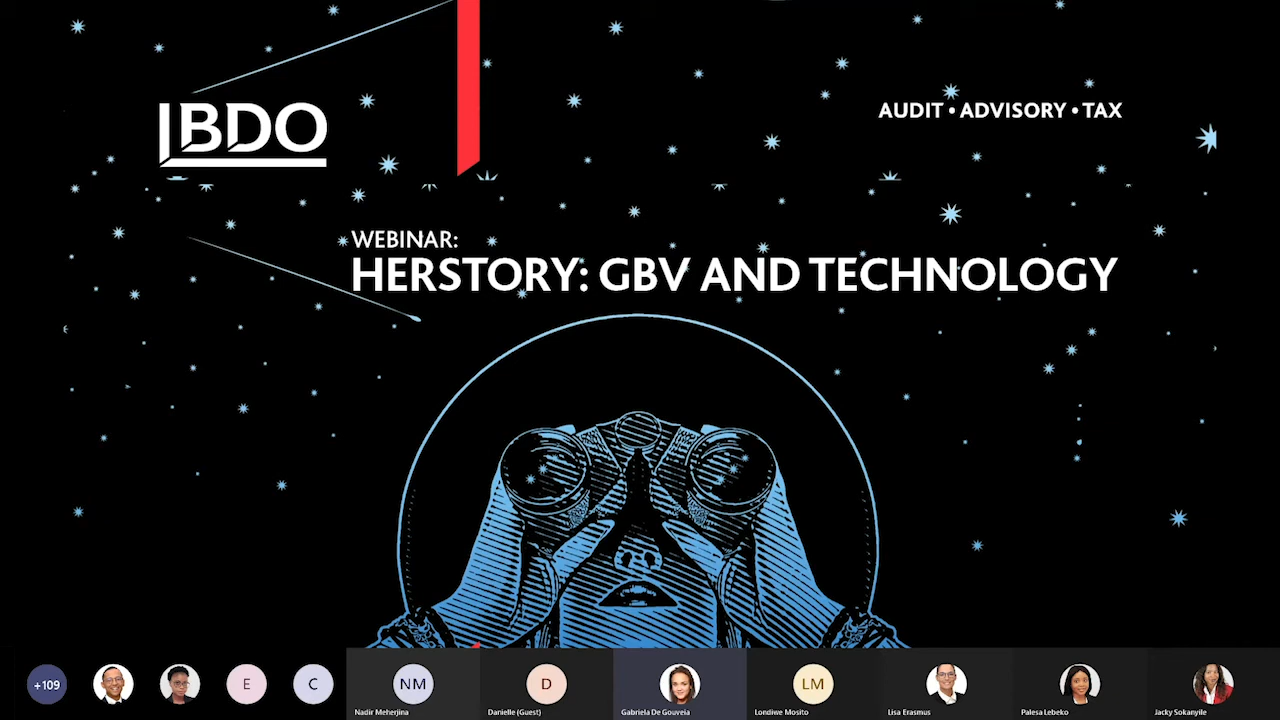 BDO
AUDIT • ADVISORY • TAX
WEBINAR:
HERSTORY: GBV AND TECHNOLOGY
+109
E
C
NM
D
LM
Nadir Meherjina
Danielle (Guest)
Gabriela De Gouveia
Londiwe Mosito
Lisa Erasmus
Palesa Lebeko
Jacky Sokanyile